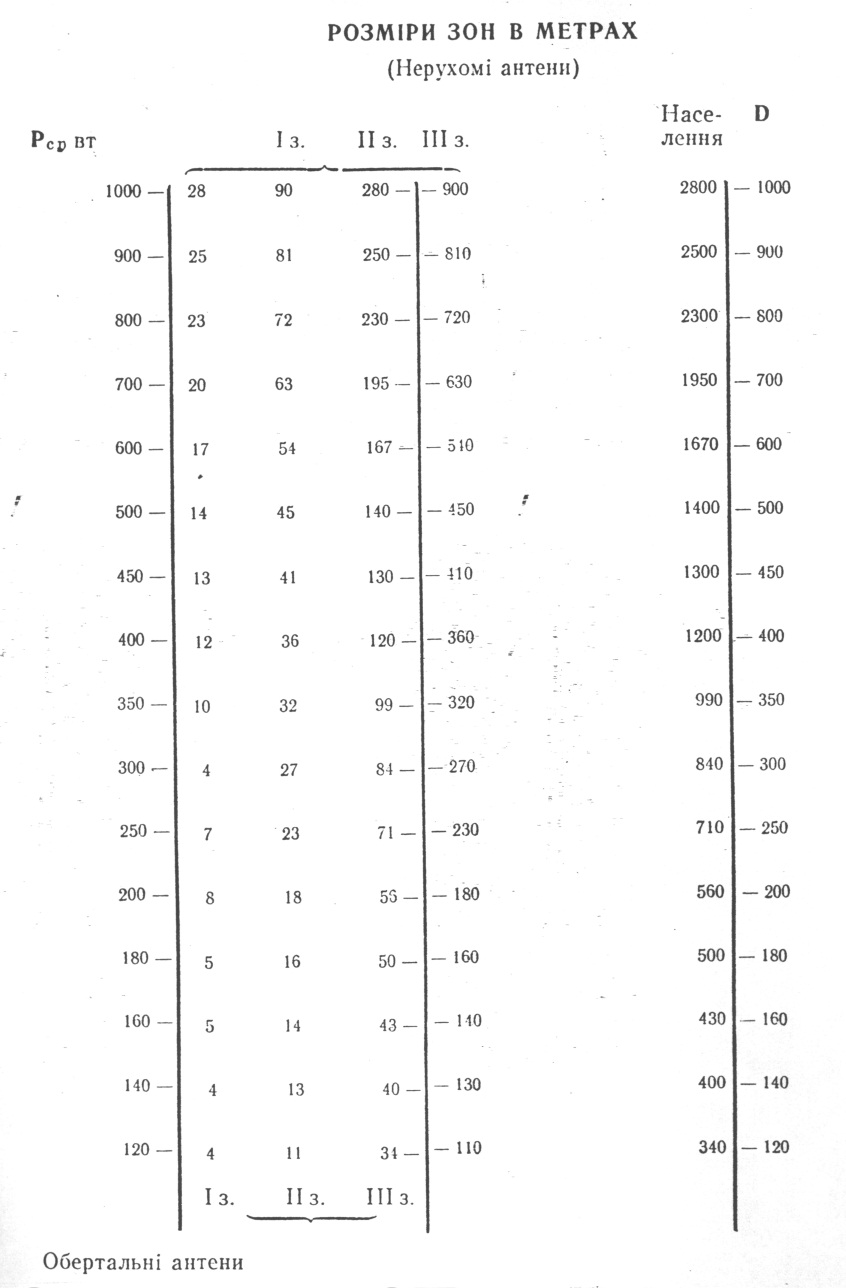 РОЗМІРИ ЗОН В МЕТРАХ
(Нерухомі антени)
Рср вт I з. II з. III з. Насе-лення D
1000 — 28 90 280 — — 900 2800 — 1000
900 — 25 81 250 — — 810 2500 — 900
800 — 23 72 230 — — 720 2300 — 800
700 — 20 63 195 — — 630 1950 — 700
600 — 17 54 167 — — 540 1670 — 600
500 — 14 45 140 — — 450 1400 — 500
450 — 13 41 130 — — 410 1300 — 450
400 — 12 36 120 — — 360 1200 — 400
350 — 10 32 99 — — 320 990 — 350
300 — 4 27 84 — — 270 840 — 300
250 — 7 23 71 — — 230 710 — 250
200 — 8 18 56 — — 180 560 — 200
180 — 5 16 50 — — 160 500 — 180
160 — 5 14 43 — — 140 430 — 160
140 — 4 13 40 — — 130 400 — 140
120 — 4 11 34 — — 110 340 — 120
I з. II з. III з.
Обертальні антени